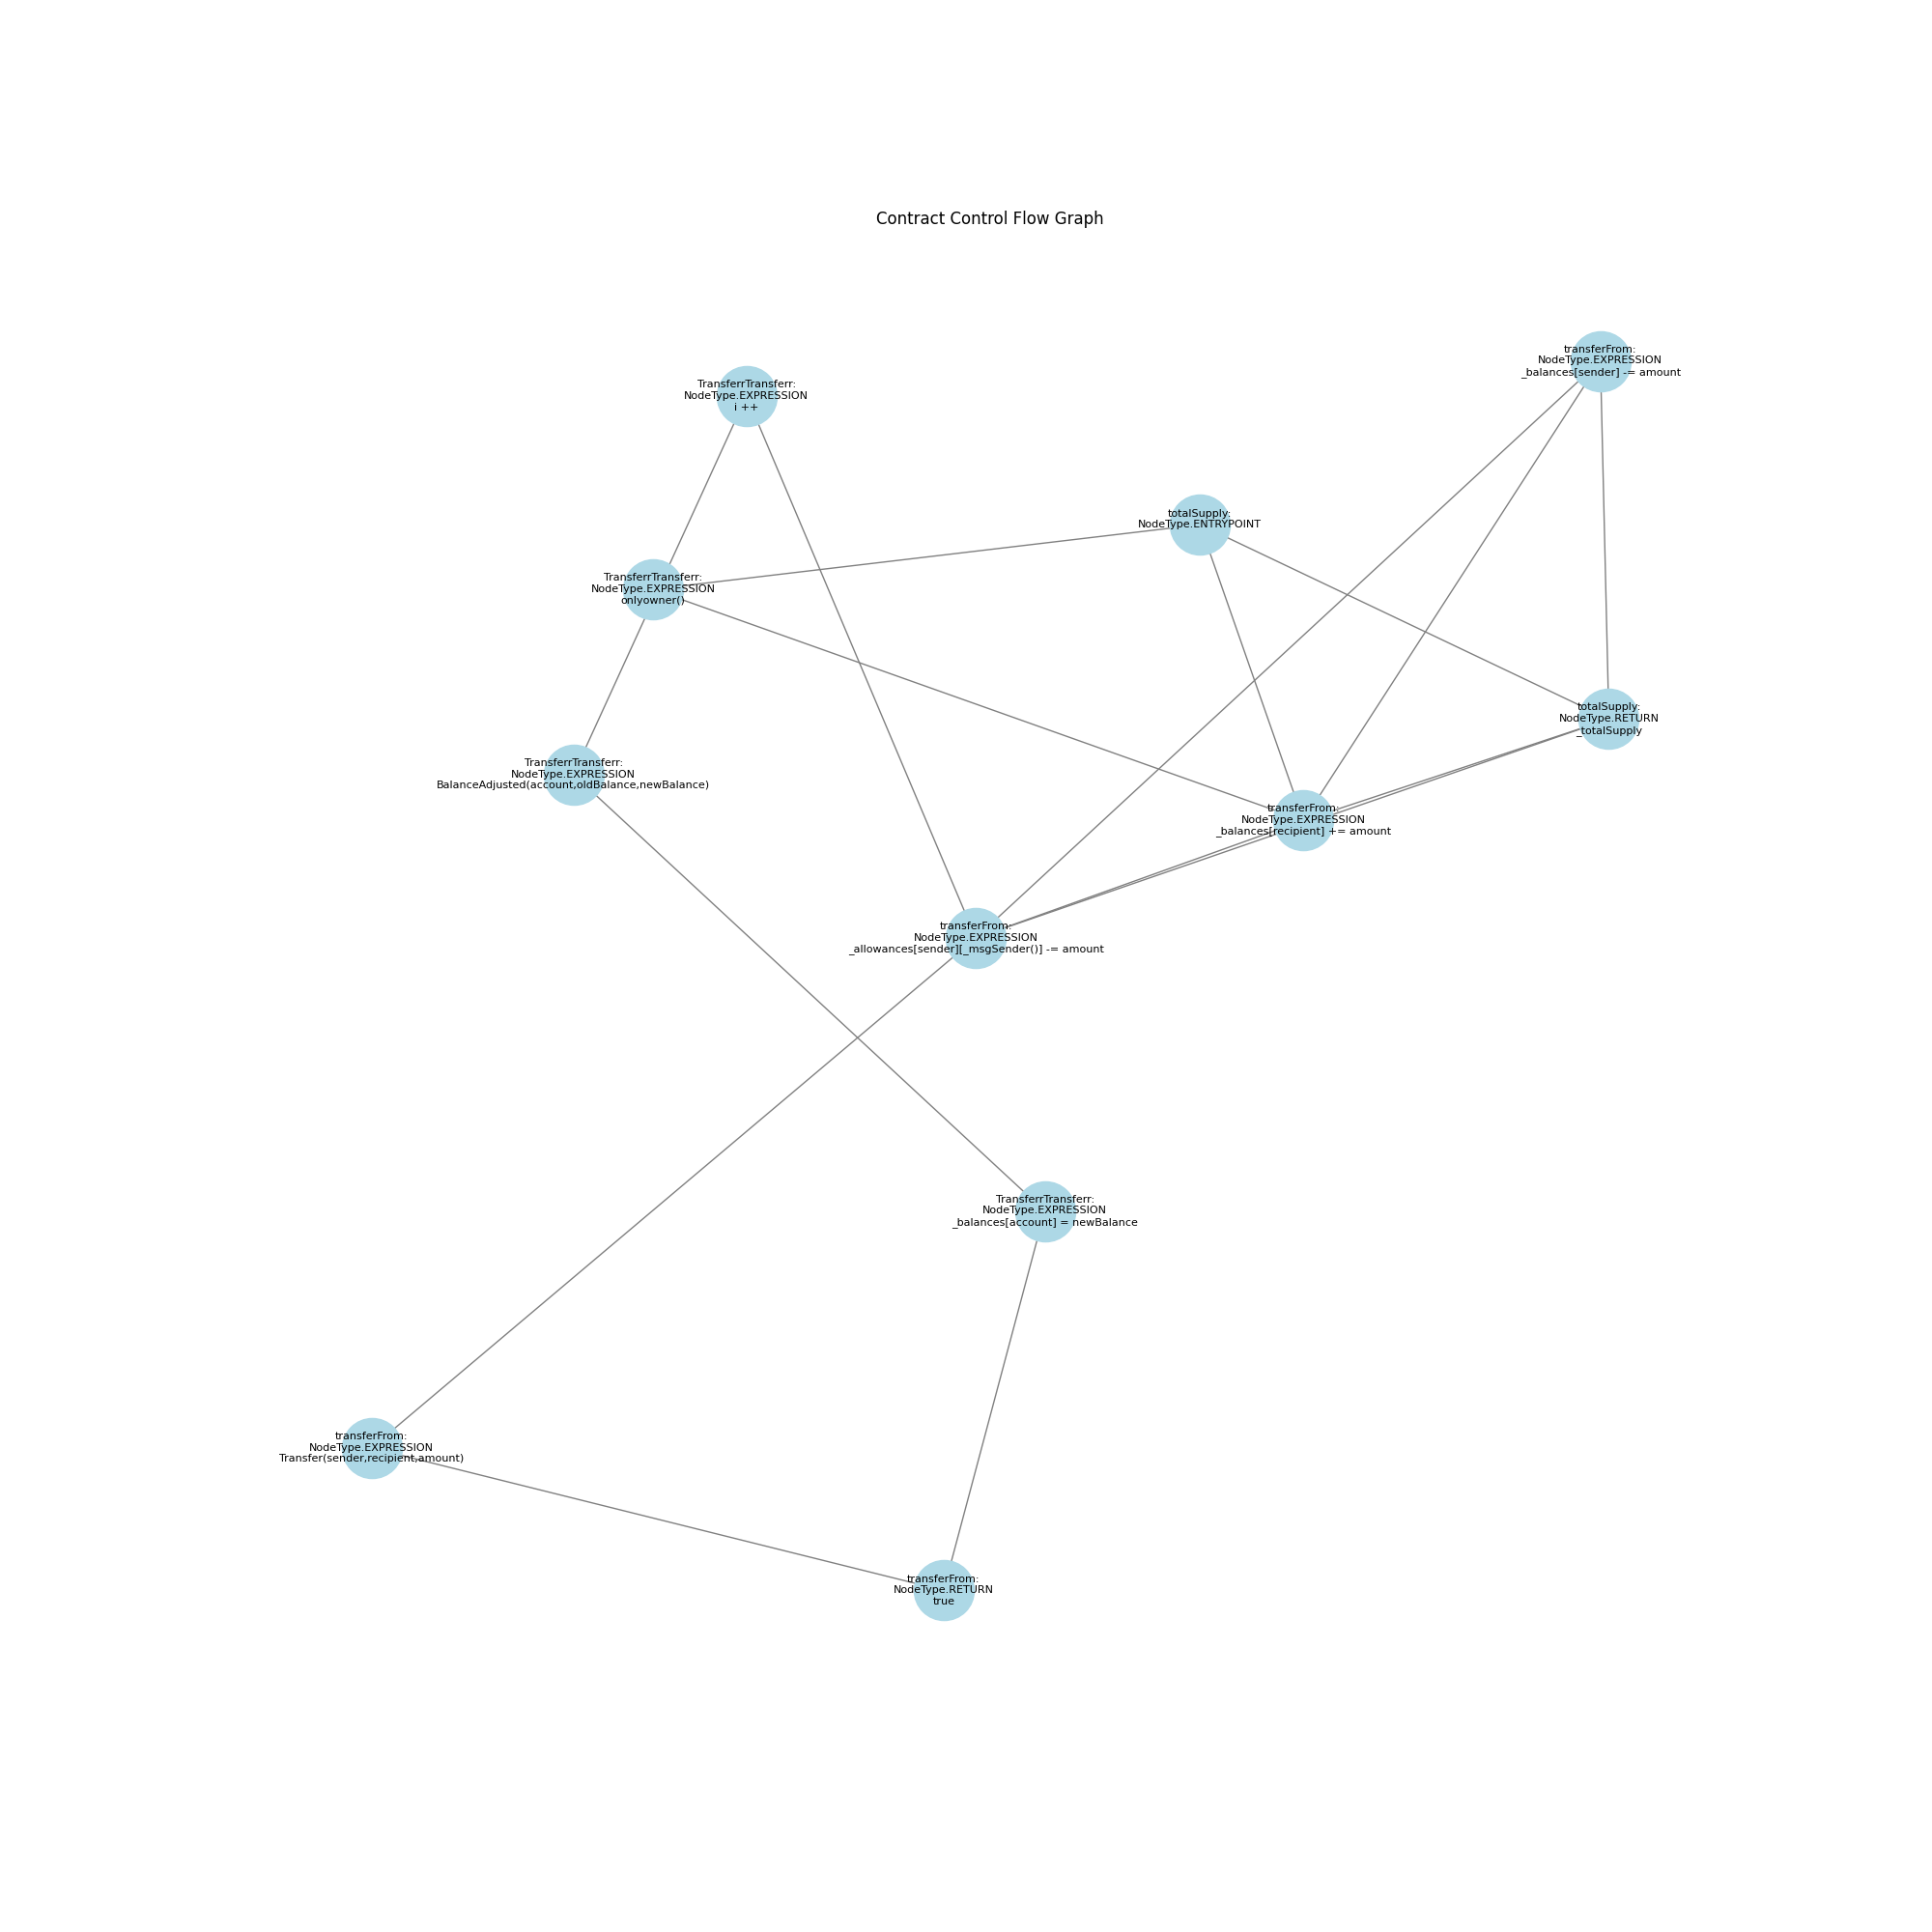 Contract Control Flow Graph
transferFrom:
NodeType.EXPRESSION
_balances[sender] -= amount
TransferrTransferr:
NodeType.EXPRESSION
i ++
totalSupply:
NodeType.ENTRYPOINT
TransferrTransferr:
NodeType.EXPRESSION
onlyowner()
totalSupply:
NodeType.RETURN
_totalSupply
TransferrTransferr:
NodeType.EXPRESSION
BalanceAdjusted(account,oldBalance,newBalance)
transferFrom:
NodeType.EXPRESSION
_balances[recipient] += amount
transferFrom:
NodeType.EXPRESSION
_allowances[sender][_msgSender()] -= amount
TransferrTransferr:
NodeType.EXPRESSION
_balances[account] = newBalance
transferFrom:
NodeType.EXPRESSION
Transfer(sender,recipient,amount)
transferFrom:
NodeType.RETURN
true